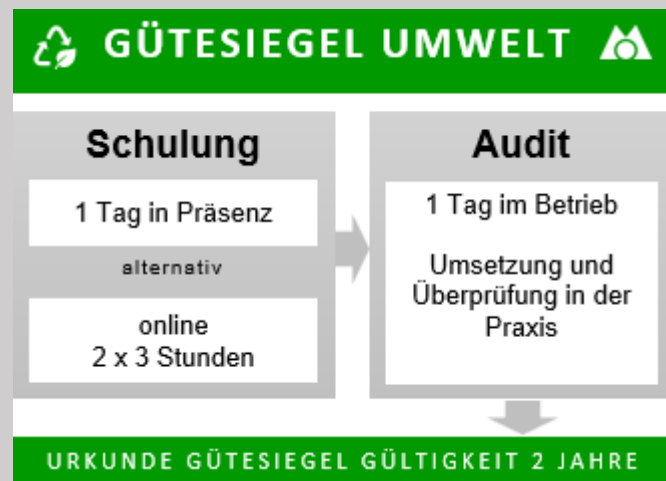 GÜTESIEGEL UMWELT
Schulung
1 Tag in Präsenz
alternativ
online
2 x 3 Stunden
Audit
1 Tag im Betrieb
Umsetzung und
Überprüfung in der
Praxis
URKUNDE GÜTESIEGEL GÜLTIGKEIT 2 JAHRE